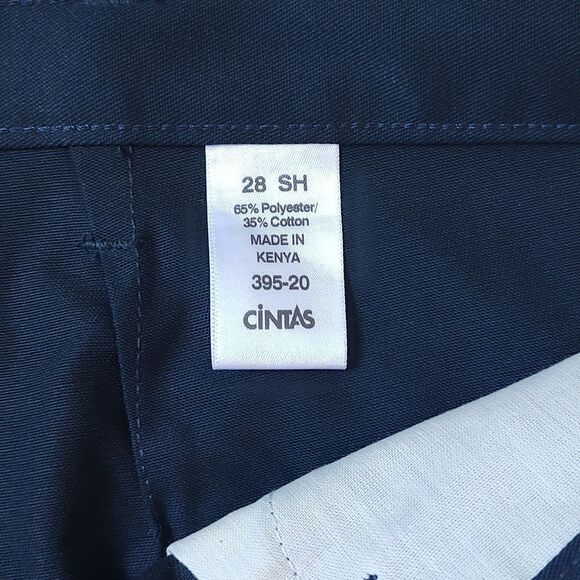 28 SH
65% Polyester/
35% Cotton
MADE IN
KENYA
395-20
CiNTAS